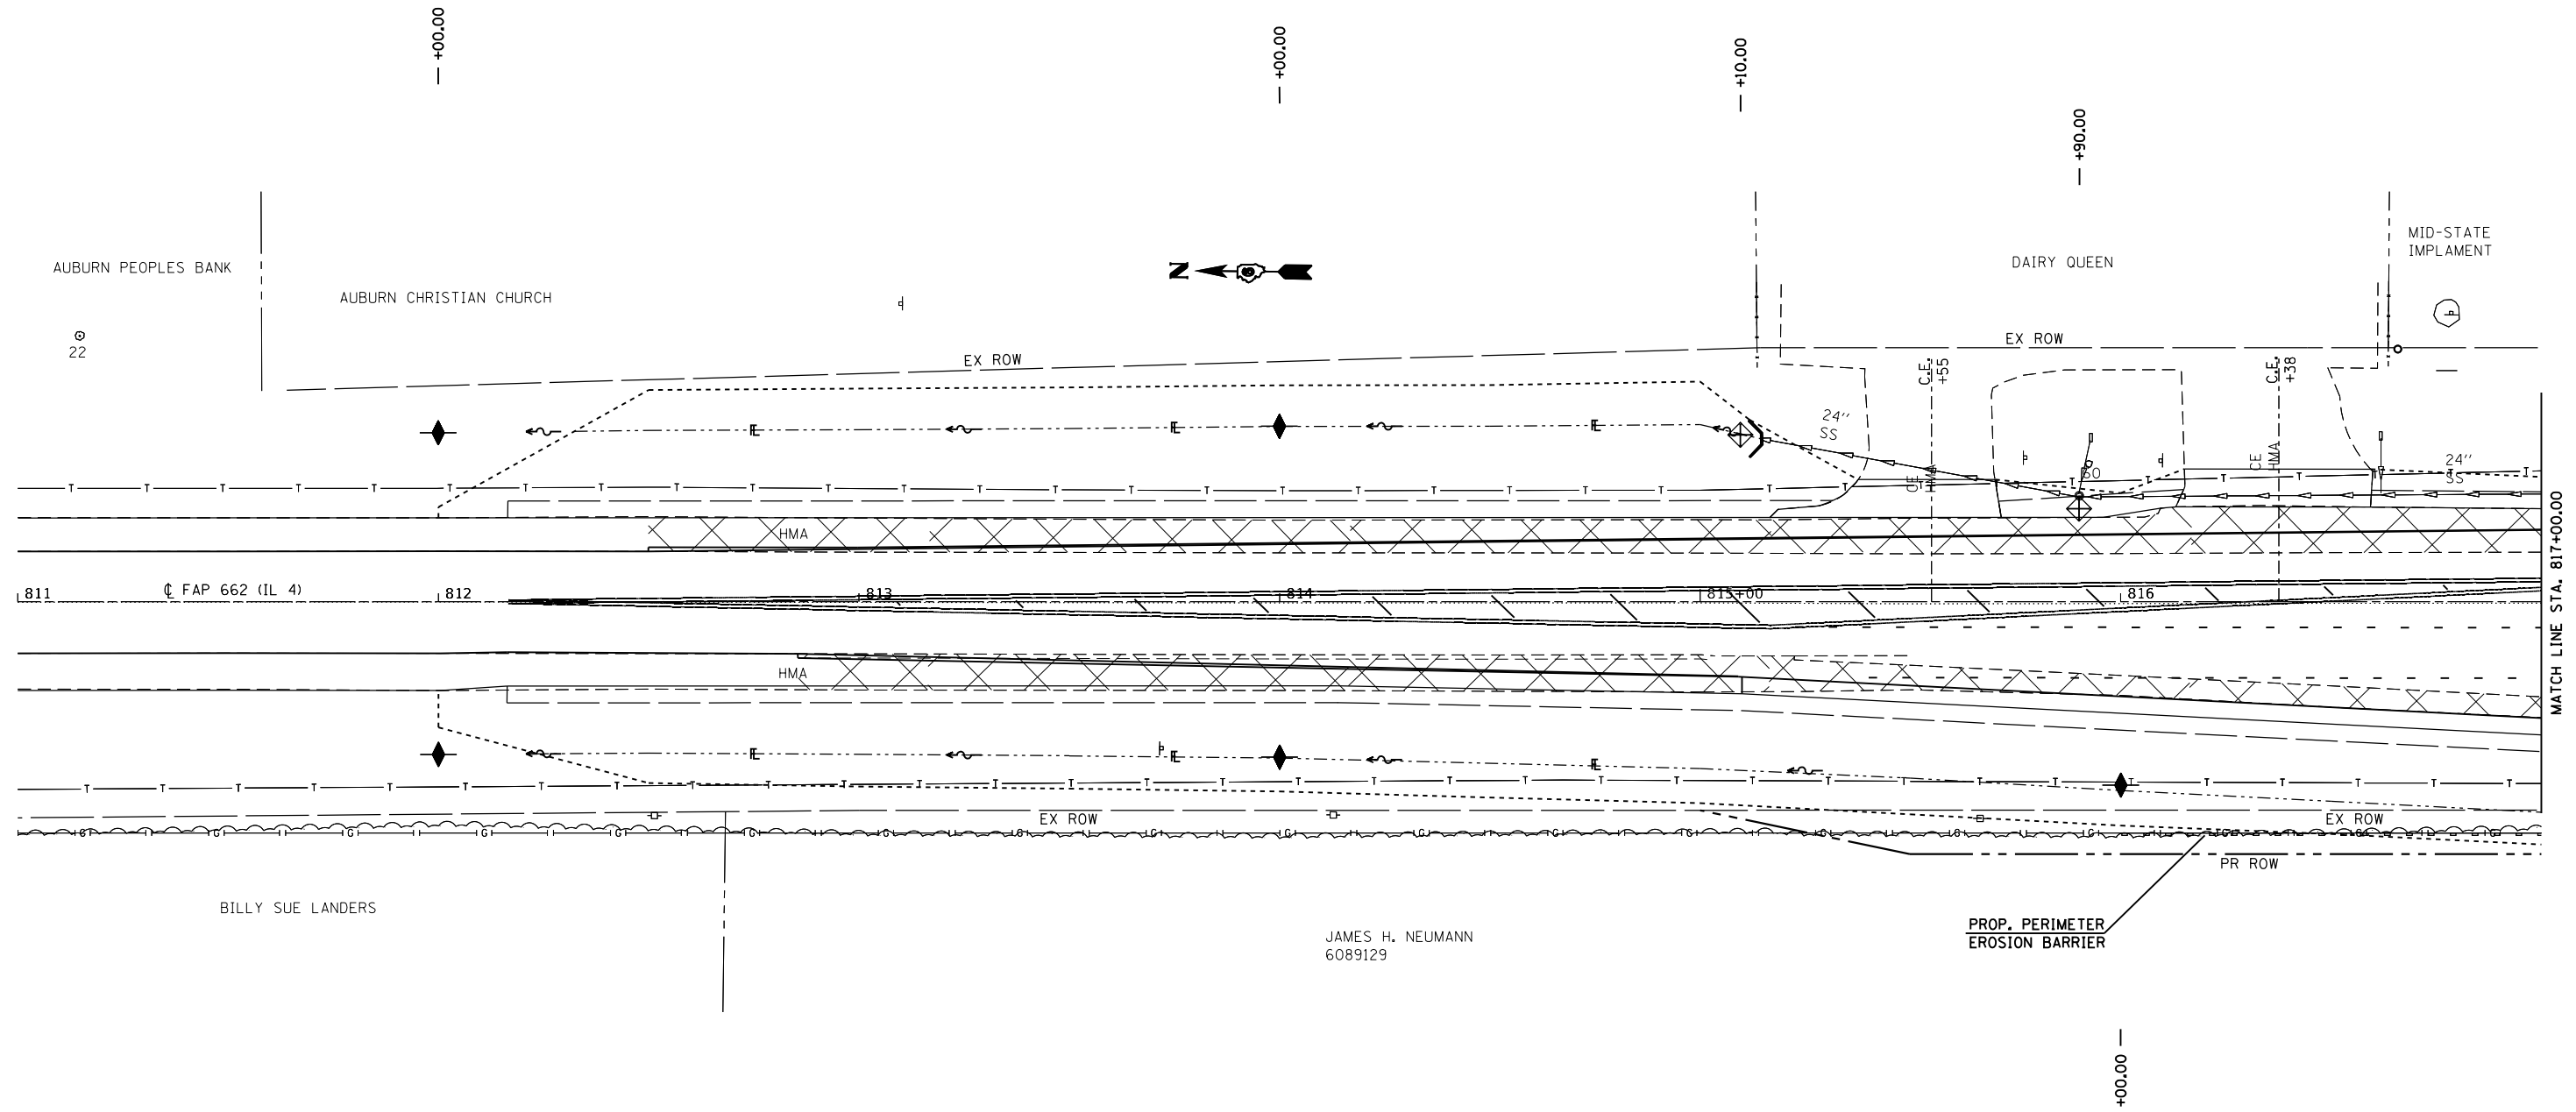 +00.00
+00.00
+10.00
+90.00
AUBURN PEOPLES BANK
AUBURN CHRISTIAN CHURCH
N
DAIRY QUEEN
MID-STATE
IMPLAMENT
22
EX ROW
EX ROW
C.E.
+55
C.E.
+38
24''
SS
24''
SS
60
CE
HMA
CE
HMA
T T T T T T T T T T T T T T T T T T T T T T T T T T T
HMA
811
℄ FAP 662 (IL 4)
812
813
814
815+00
816
MATCH LINE STA. 817+00.00
HMA
T T T T T T T T T T T T T T T T T T T T T T T T T T T T T T T T T
EX ROW
EX ROW
PR ROW
BILLY SUE LANDERS
JAMES H. NEUMANN
6089129
PROP. PERIMETER
EROSION BARRIER
+00.00